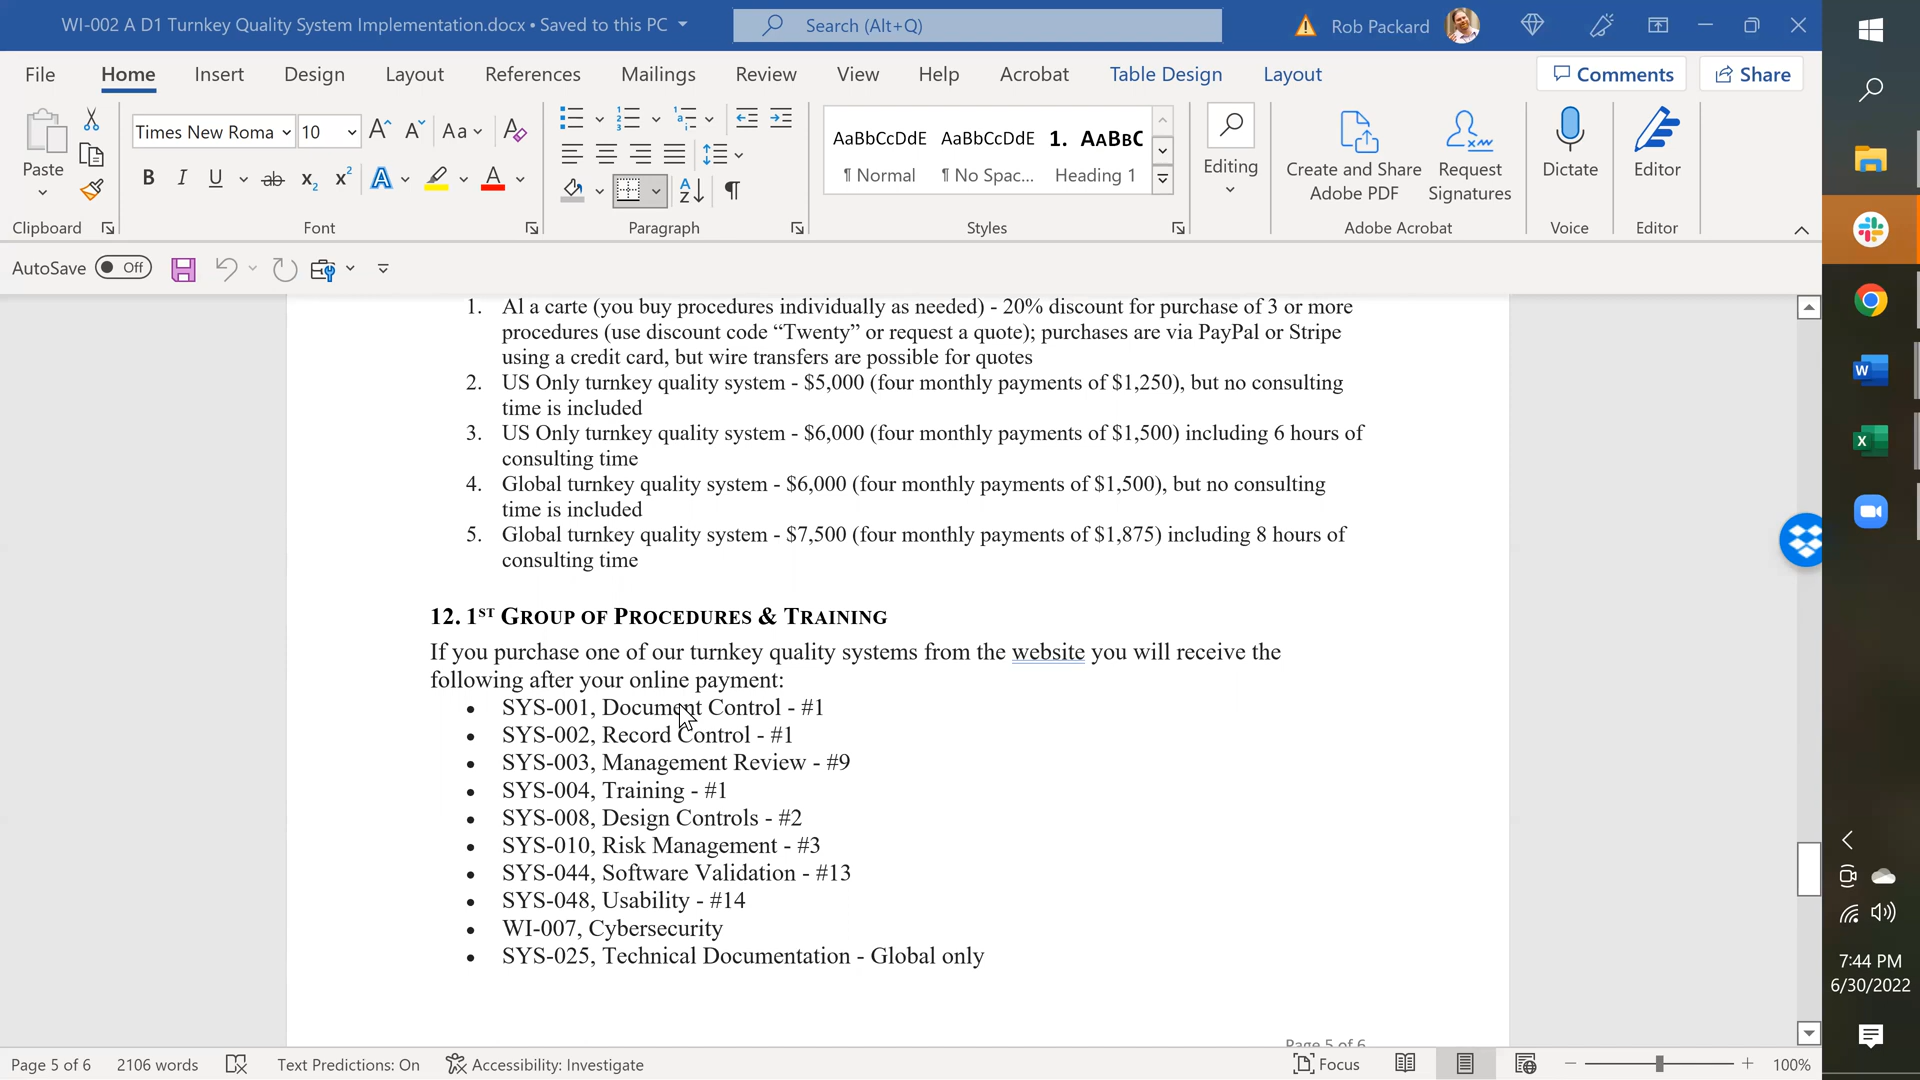 WI-002 A D1 Turnkey Quality System Implementation.docx • Saved to this PC
Search (Alt+Q)
Rob Packard
File Home Insert Design Layout References Mailings Review View Help Acrobat Table Design Layout
Comments Share
Paste
Times New Roma 10
Aa
B I U ab x2 x2 A A
AaBbCcDdE AaBbCcDdE 1. AABBC
¶ Normal ¶ No Spac... Heading 1
Editing
Create and Share
Adobe PDF
Request
Signatures
Dictate
Editor
Clipboard Font Paragraph Styles Adobe Acrobat Voice Editor
AutoSave Off
1. Al a carte (you buy procedures individually as needed) - 20% discount for purchase of 3 or more
procedures (use discount code “Twenty” or request a quote); purchases are via PayPal or Stripe
using a credit card, but wire transfers are possible for quotes
2. US Only turnkey quality system - $5,000 (four monthly payments of $1,250), but no consulting
time is included
3. US Only turnkey quality system - $6,000 (four monthly payments of $1,500) including 6 hours of
consulting time
4. Global turnkey quality system - $6,000 (four monthly payments of $1,500), but no consulting
time is included
5. Global turnkey quality system - $7,500 (four monthly payments of $1,875) including 8 hours of
consulting time
12. 1ST GROUP OF PROCEDURES & TRAINING
If you purchase one of our turnkey quality systems from the website you will receive the
following after your online payment:
• SYS-001, Document Control - #1
• SYS-002, Record Control - #1
• SYS-003, Management Review - #9
• SYS-004, Training - #1
• SYS-008, Design Controls - #2
• SYS-010, Risk Management - #3
• SYS-044, Software Validation - #13
• SYS-048, Usability - #14
• WI-007, Cybersecurity
• SYS-025, Technical Documentation - Global only
Page 5 of 6
Page 5 of 6 2106 words Text Predictions: On Accessibility: Investigate Focus 100%
7:44 PM
6/30/2022